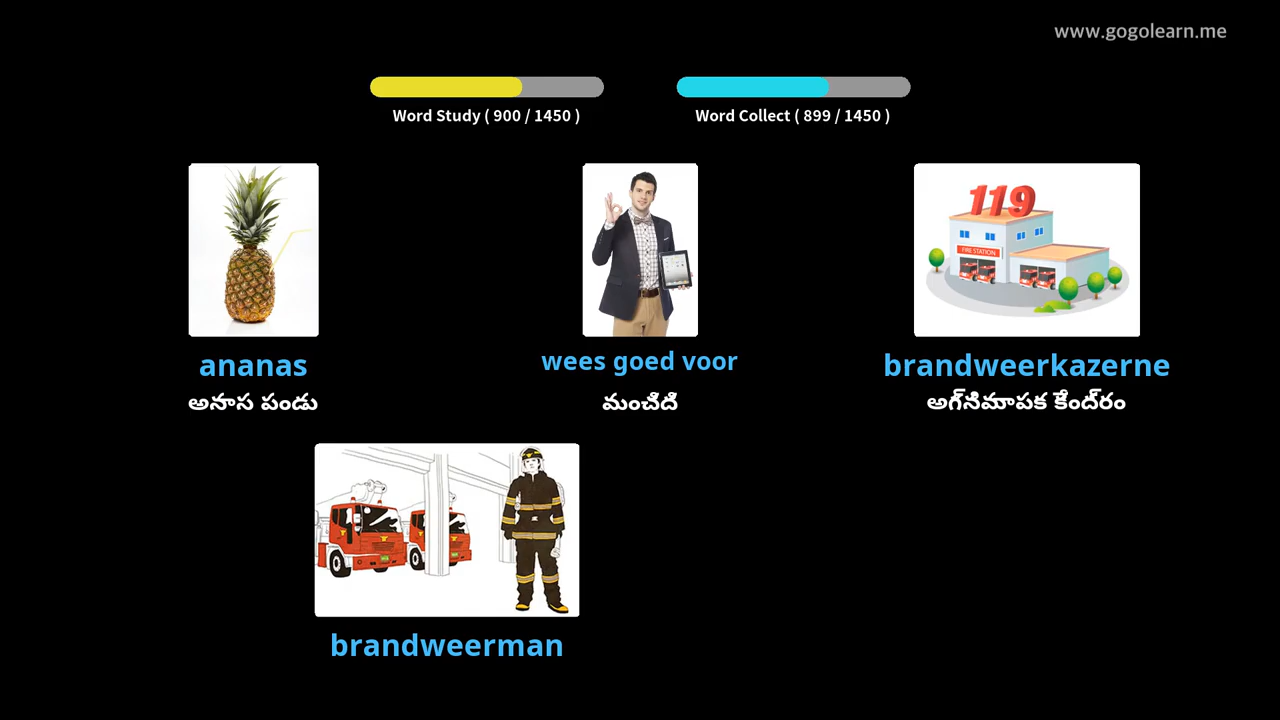 www.gogolearn.me
Word Study ( 900 / 1450 )
Word Collect ( 899 / 1450 )
119
FIRE STATION
ananas
wees goed voor
brandweerkazerne
అనాస పండు
మంచిది
అగ్నిమాపక కేంద్రం
brandweerman